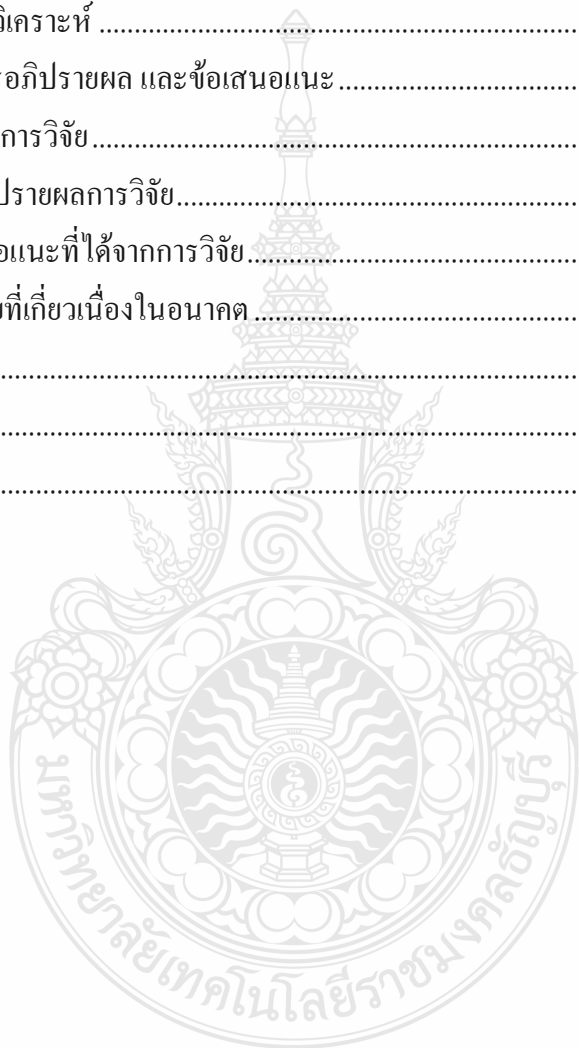 วิเคราะห์ ........................................................................
รอภิปรายผล และข้อเสนอแนะ ....................................
การวิจัย ..........................................................................
ปรายผลการวิจัย............................................................
อแนะที่ได้จากการวิจัย..................................................
ยที่เกี่ยวเนื่องในอนาคต ................................................
...........................................................................................
...........................................................................................
...........................................................................................
มหาวิทยาลัยเทคโนโลยีราชมงคลธัญบุรี